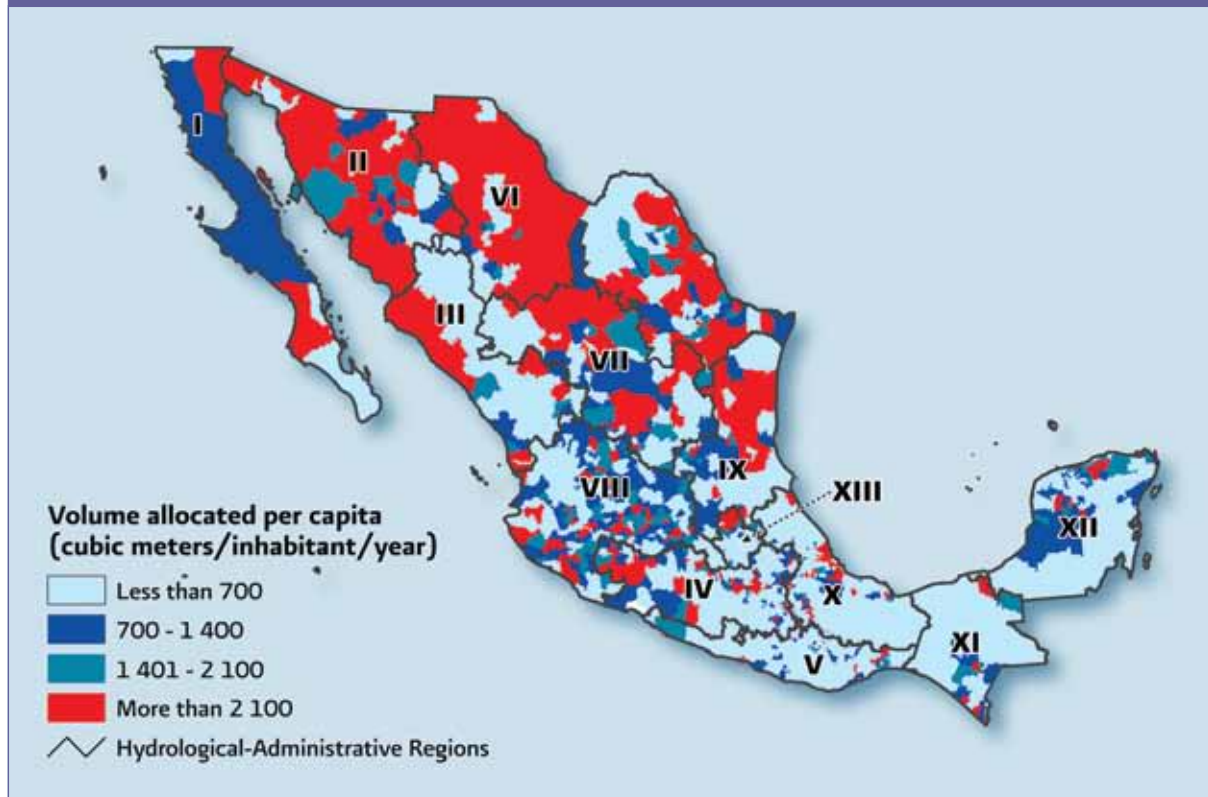 I
II
VI
III
VII
IX
XIII
VIII
XII
IV
X
XI
V
Volume allocated per capita
(cubic meters/inhabitant/year)
Less than 700
700 - 1 400
1 401 - 2 100
More than 2 100
Hydrological-Administrative Regions